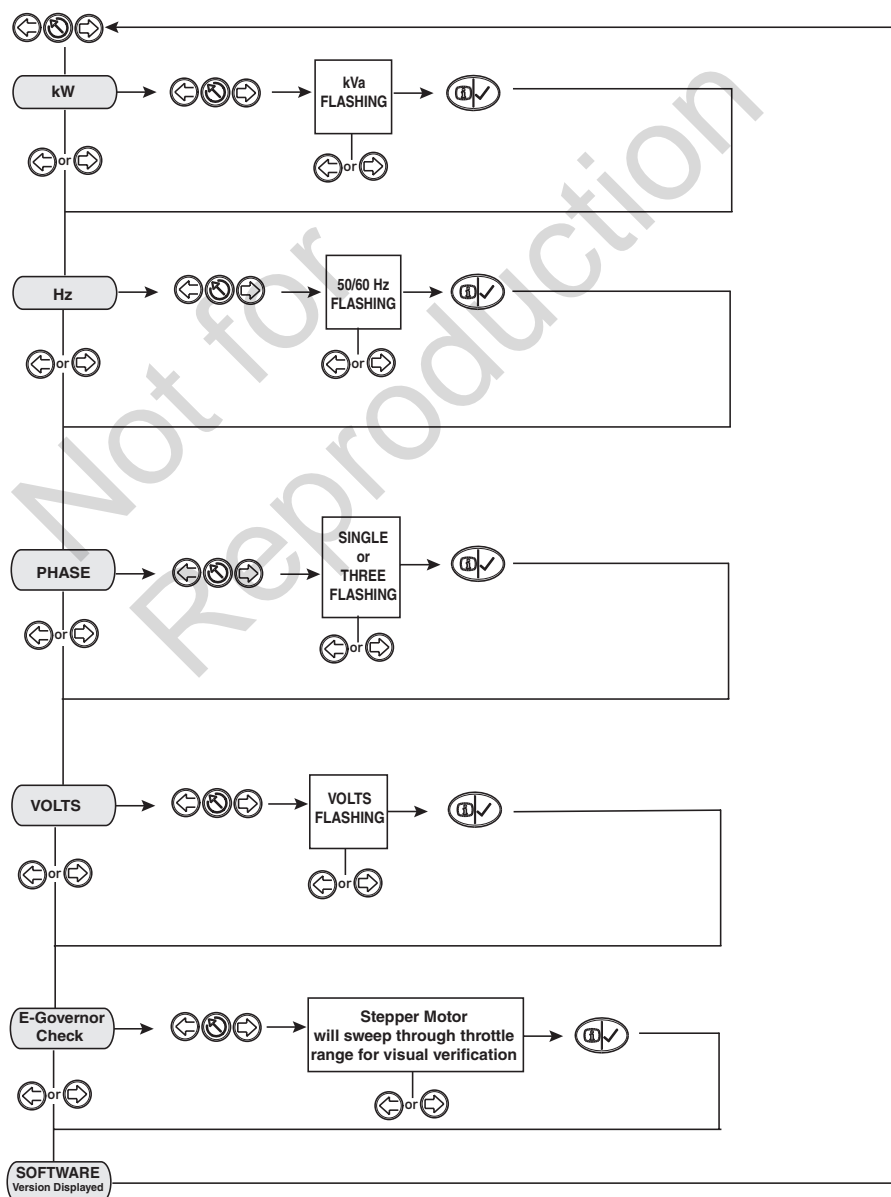 kW
kVa
FLASHING
or
or
Hz
50/60 Hz
FLASHING
or
or
PHASE
SINGLE
or
THREE
FLASHING
or
or
VOLTS
VOLTS
FLASHING
or
or
E-Governor
Check
Stepper Motor
will sweep through throttle
range for visual verification
or
or
SOFTWARE
Version Displayed
Not for
Reproduction